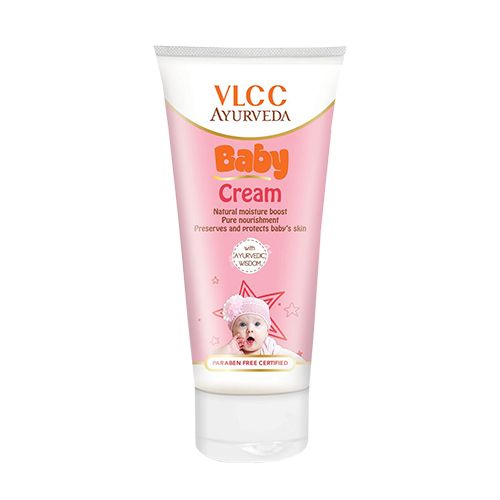 VLCC
AYURVEDA
Baby
Cream
Natural moisture boost
Pure nourishment
Preserves and protects baby's skin
with
AYURVEDIC
WISDOM
PARABEN FREE CERTIFIED